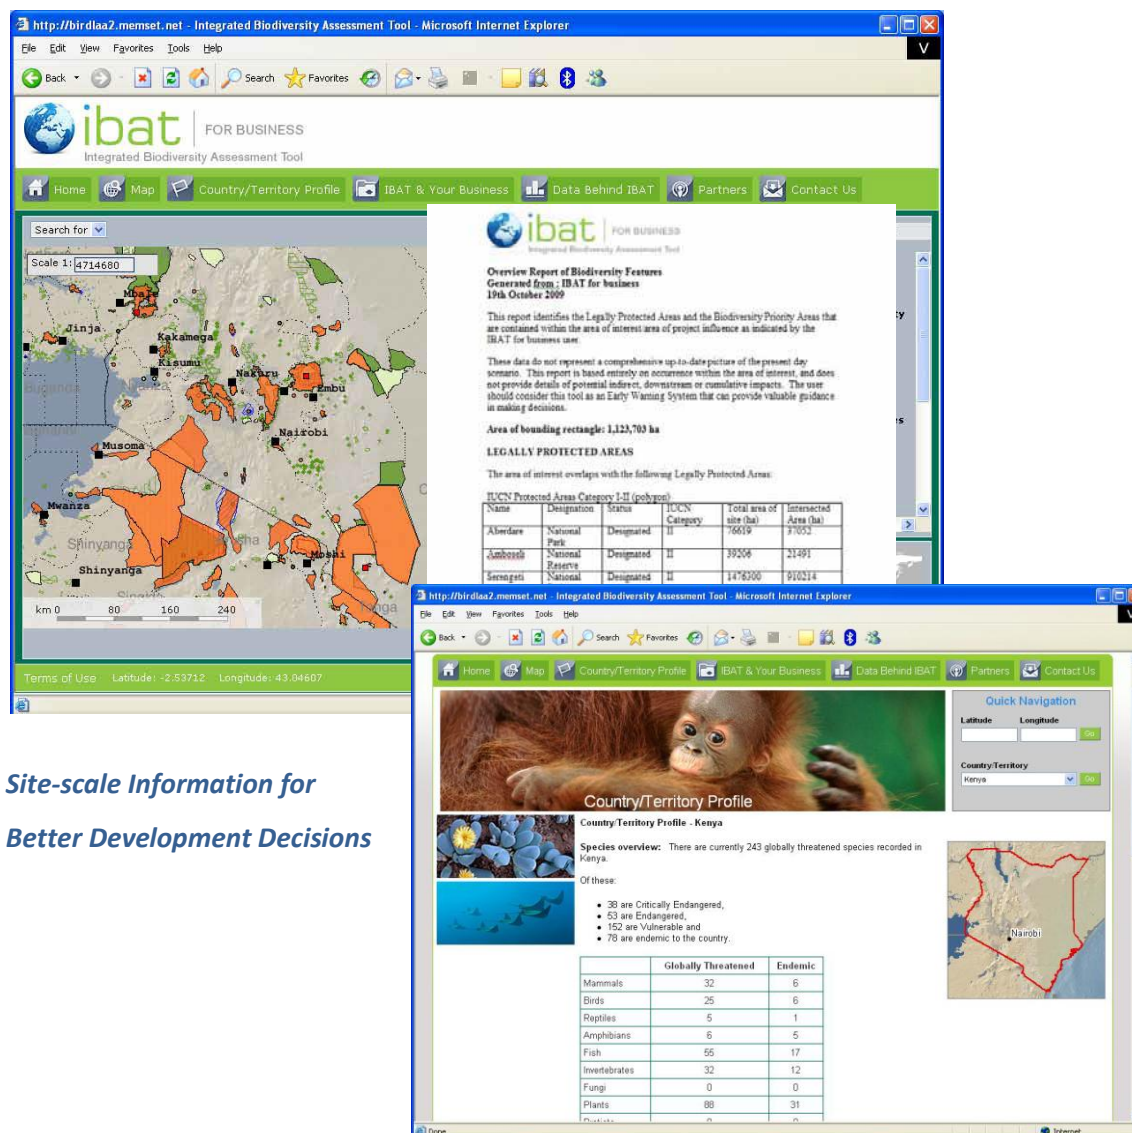 http://birdlaa2.memset.net - Integrated Biodiversity Assessment Tool - Microsoft Internet Explorer
File Edit View Favorites Tools Help
Back Search Favorites
ibat FOR BUSINESS
Integrated Biodiversity Assessment Tool
Home Map Country/Territory Profile IBAT & Your Business Data Behind IBAT Partners Contact Us
Search for
Scale 1: 4714680
Mbale
Jinja
Kakamega
Kisumu
Nakuru
Embu
Nairobi
Musoma
Mwanza
Shinyanga
Arusha
Moshi
Shinyanga
Tanga
km 0 80 160 240
Terms of Use Latitude: -2.53712 Longitude: 43.04607
ibat FOR BUSINESS
Integrated Biodiversity Assessment Tool
Overview Report of Biodiversity Features
Generated from : IBAT for business
19th October 2009
This report identifies the Legally Protected Areas and the Biodiversity Priority Areas that
are contained within the area of interest/area of project influence as indicated by the
IBAT for business user.
These data do not represent a comprehensive up-to-date picture of the present day
scenario. This report is based entirely on occurrence within the area of interest, and does
not provide details of potential indirect, downstream or cumulative impacts. The user
should consider this tool as an Early Warning System that can provide valuable guidance
in making decisions.
Area of bounding rectangle: 1,123,703 ha
LEGALLY PROTECTED AREAS
The area of interest overlaps with the following Legally Protected Areas:
IUCN Protected Areas Category I-II (polygon)
Name Designation Status IUCN Category Total area of site (ha) Intersected Area (ha)
Aberdare National Park Designated II 76619 37052
Amboseli National Reserve Designated II 39206 21491
Serengeti National Designated II 1476300 910214
http://birdlaa2.memset.net - Integrated Biodiversity Assessment Tool - Microsoft Internet Explorer
File Edit View Favorites Tools Help
Back Search Favorites
Home Map Country/Territory Profile IBAT & Your Business Data Behind IBAT Partners Contact Us
Country/Territory Profile
Quick Navigation
Latitude Longitude
Go
Country/Territory
Kenya Go
Country/Territory Profile - Kenya
Species overview: There are currently 243 globally threatened species recorded in
Kenya.
Of these:
• 38 are Critically Endangered,
• 53 are Endangered,
• 152 are Vulnerable and
• 78 are endemic to the country.
Nairobi
Globally Threatened Endemic
Mammals 32 6
Birds 25 6
Reptiles 5 1
Amphibians 6 5
Fish 55 17
Invertebrates 32 12
Fungi 0 0
Plants 88 31
Done Internet
Site-scale Information for
Better Development Decisions